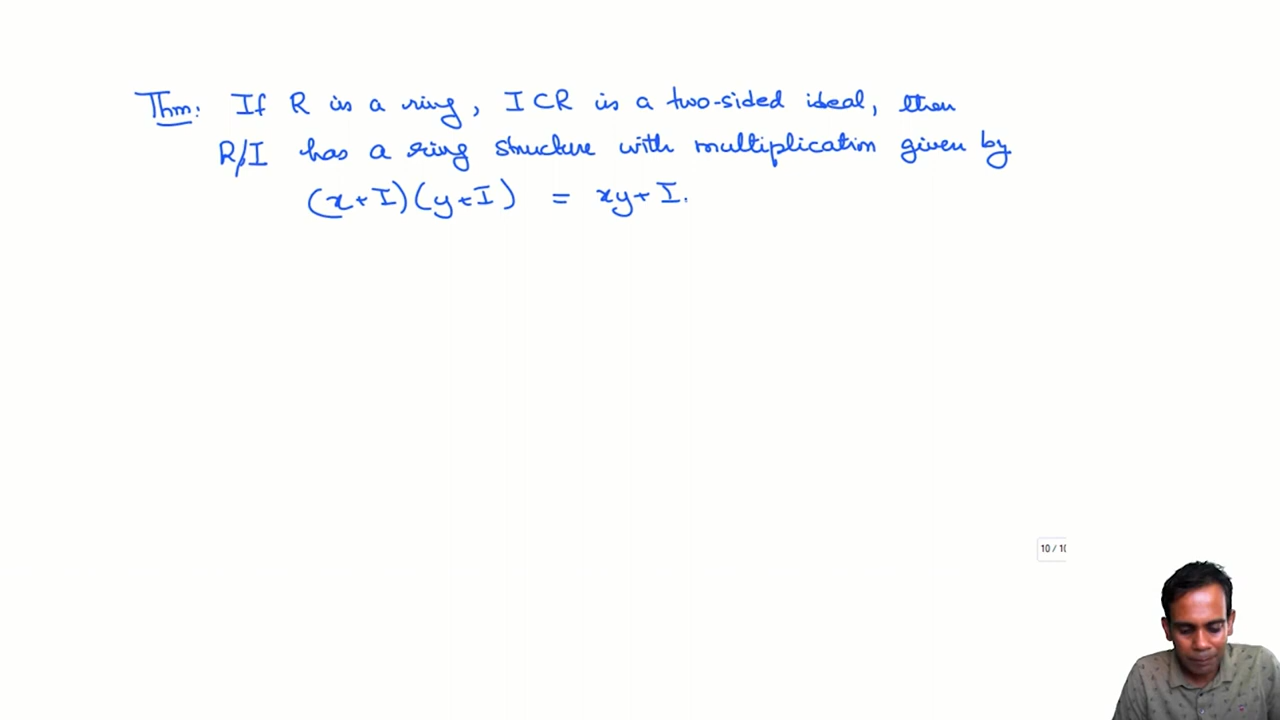 Thm: If R is a ring, I ⊂ R is a two-sided ideal, then
R/I has a ring structure with multiplication given by
(x+I)(y+I) = xy+I.
10 / 10